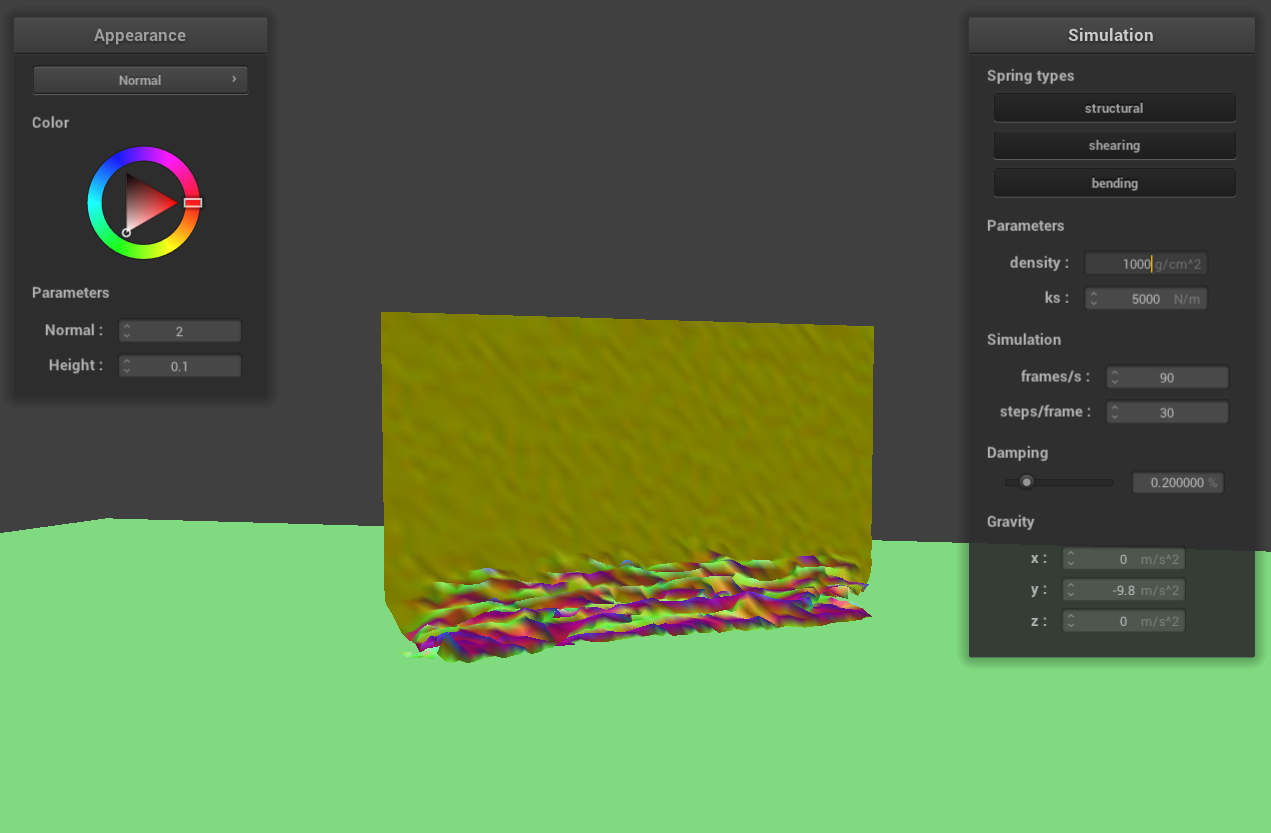 Appearance
Normal
Color
Parameters
Normal : 2
Height : 0.1
Simulation
Spring types
structural
shearing
bending
Parameters
density : 1000 g/cm^2
ks : 5000 N/m
Simulation
frames/s : 90
steps/frame : 30
Damping
0.200000 %
Gravity
x : 0 m/s^2
y : -9.8 m/s^2
z : 0 m/s^2